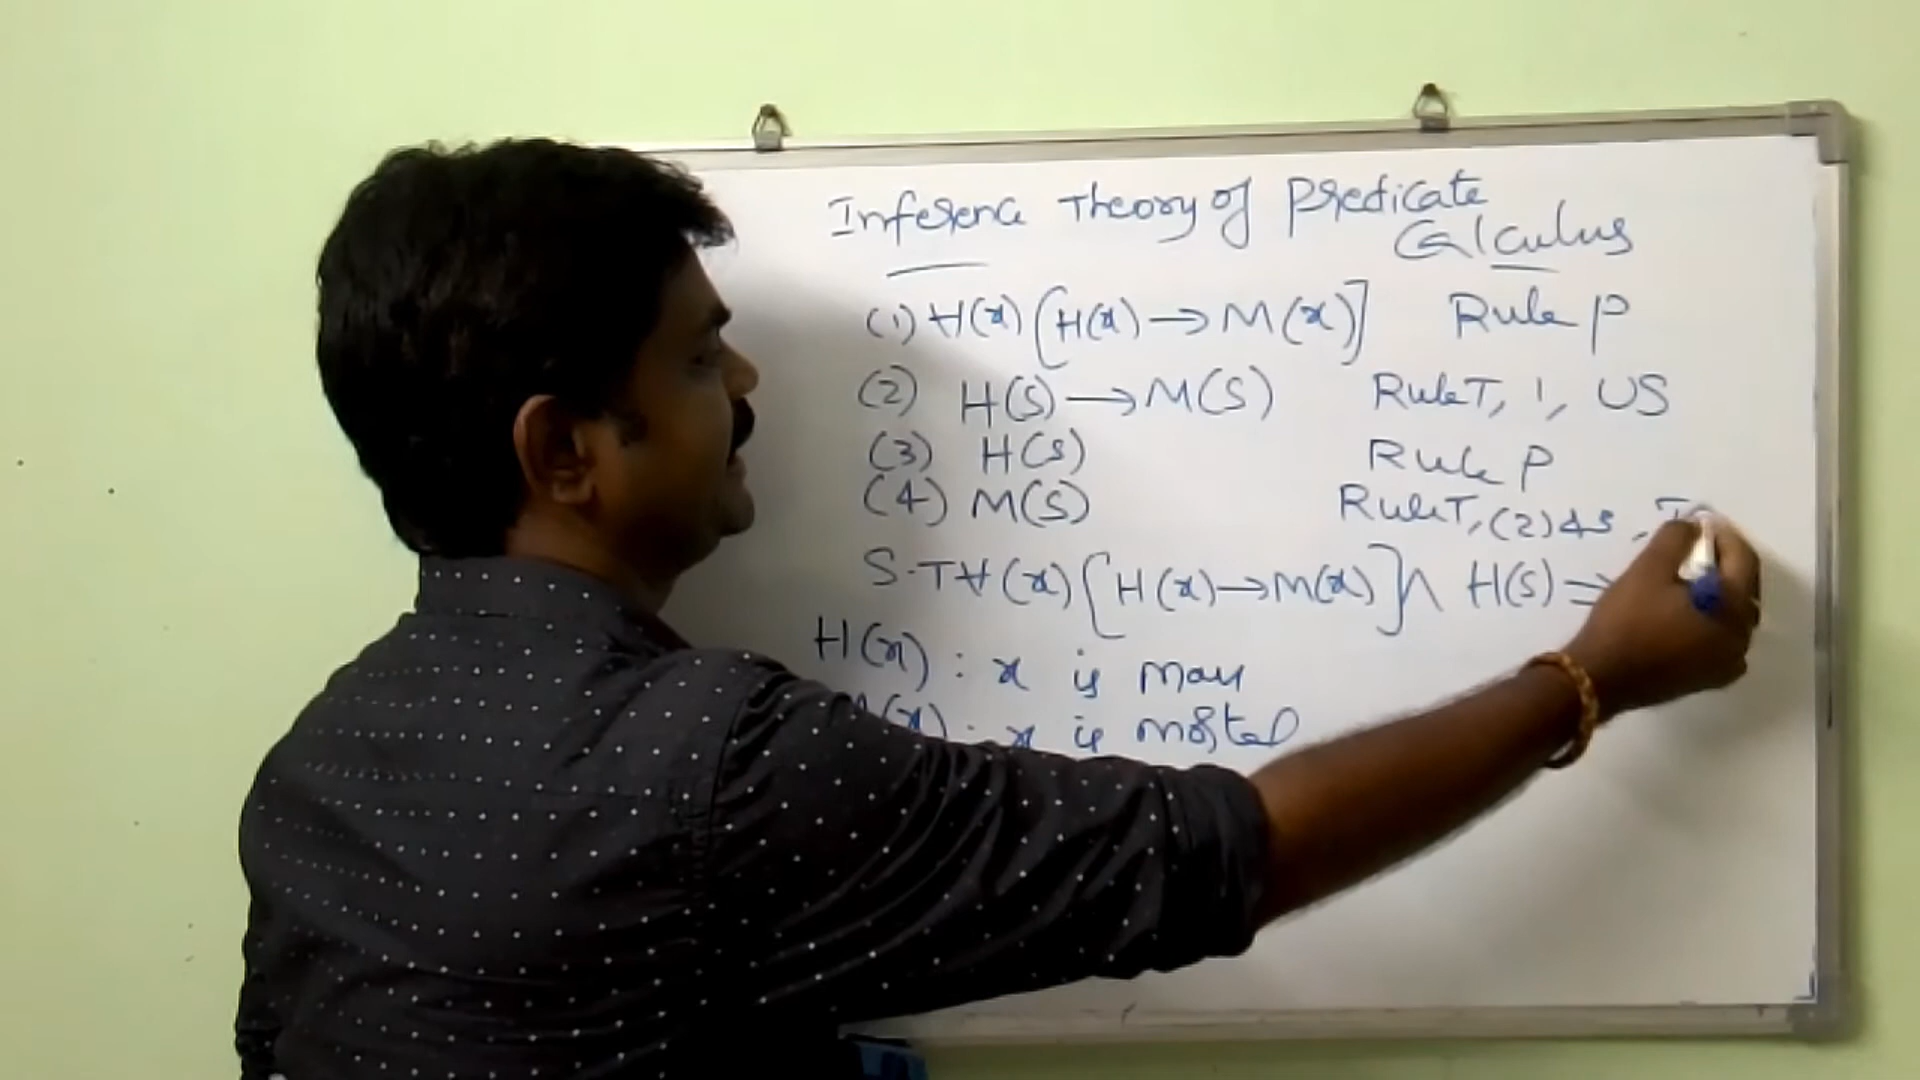 Inference Theory of Predicate
Calculus
(1) ∀(x) [H(x) → M(x)] Rule P
(2) H(S) → M(S) Rule T, 1, US
(3) H(S) Rule P
(4) M(S) Rule T, (2) 43,
S.T ∀(x) [H(x) → M(x)] ∧ H(S) ⇒
H(x) : x is man
(x) : x is mortal